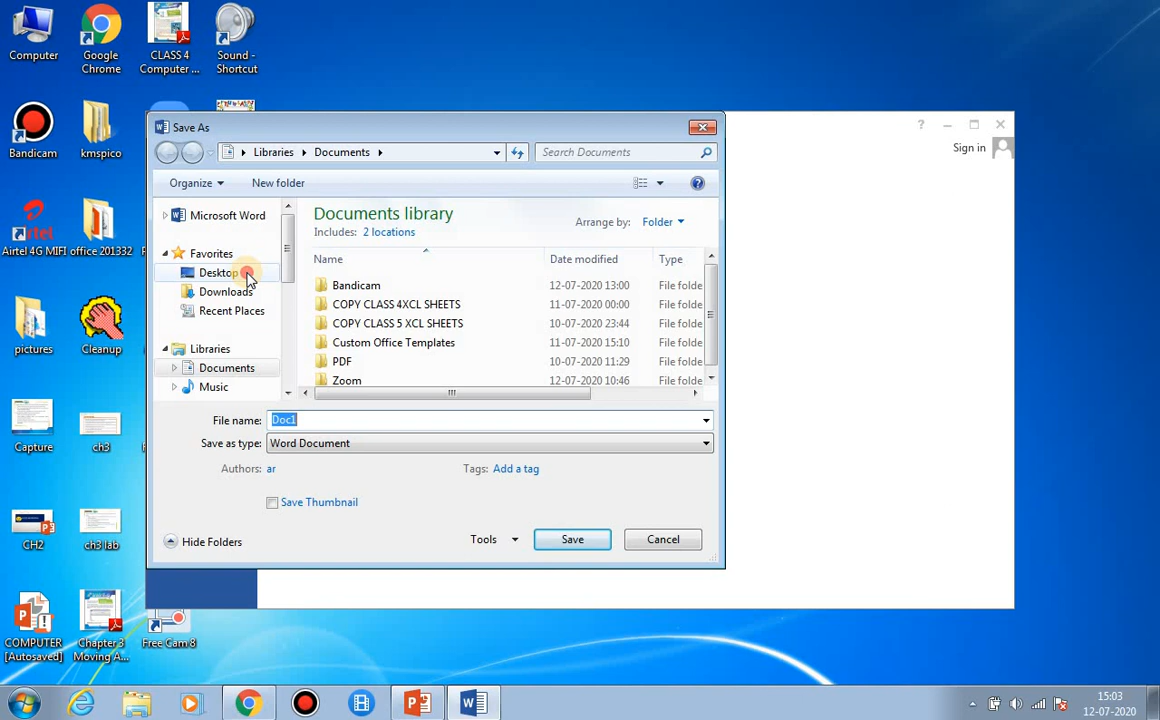 Computer
Google
Chrome
CLASS 4
Computer ...
Sound -
Shortcut
Bandicam
kmspico
Airtel 4G MIFI
office 201332
pictures
Cleanup
Capture
ch3
CH2
ch3 lab
COMPUTER
[Autosaved]
Chapter 3
Moving A...
Free Cam 8
Save As
Libraries
Documents
Search Documents
Organize
New folder
Microsoft Word
Favorites
Desktop
Downloads
Recent Places
Libraries
Documents
Music
Documents library
Includes: 2 locations
Arrange by: Folder
Name
Date modified
Type
Bandicam 12-07-2020 13:00 File folde
COPY CLASS 4XCL SHEETS 11-07-2020 00:00 File folde
COPY CLASS 5 XCL SHEETS 10-07-2020 23:44 File folde
Custom Office Templates 11-07-2020 15:10 File folde
PDF 10-07-2020 11:29 File folde
Zoom 12-07-2020 10:46 File folde
File name: Doc1
Save as type: Word Document
Authors: ar
Tags: Add a tag
Save Thumbnail
Hide Folders
Tools
Save
Cancel
Sign in
15:03
12-07-2020